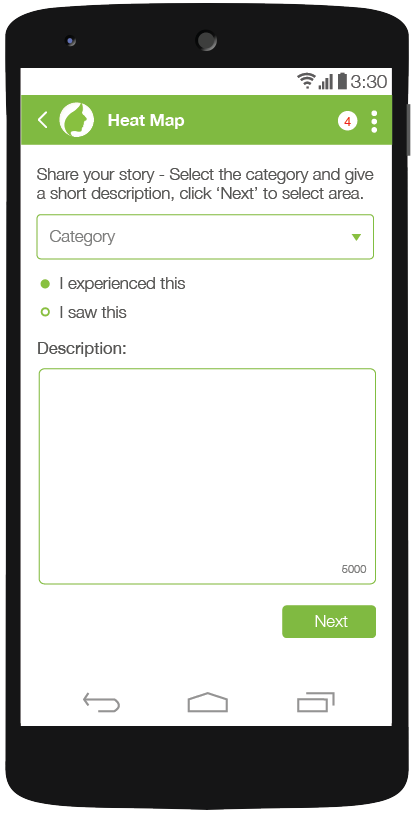 3:30
Heat Map
4
Share your story - Select the category and give
a short description, click ‘Next’ to select area.
Category
I experienced this
I saw this
Description:
5000
Next